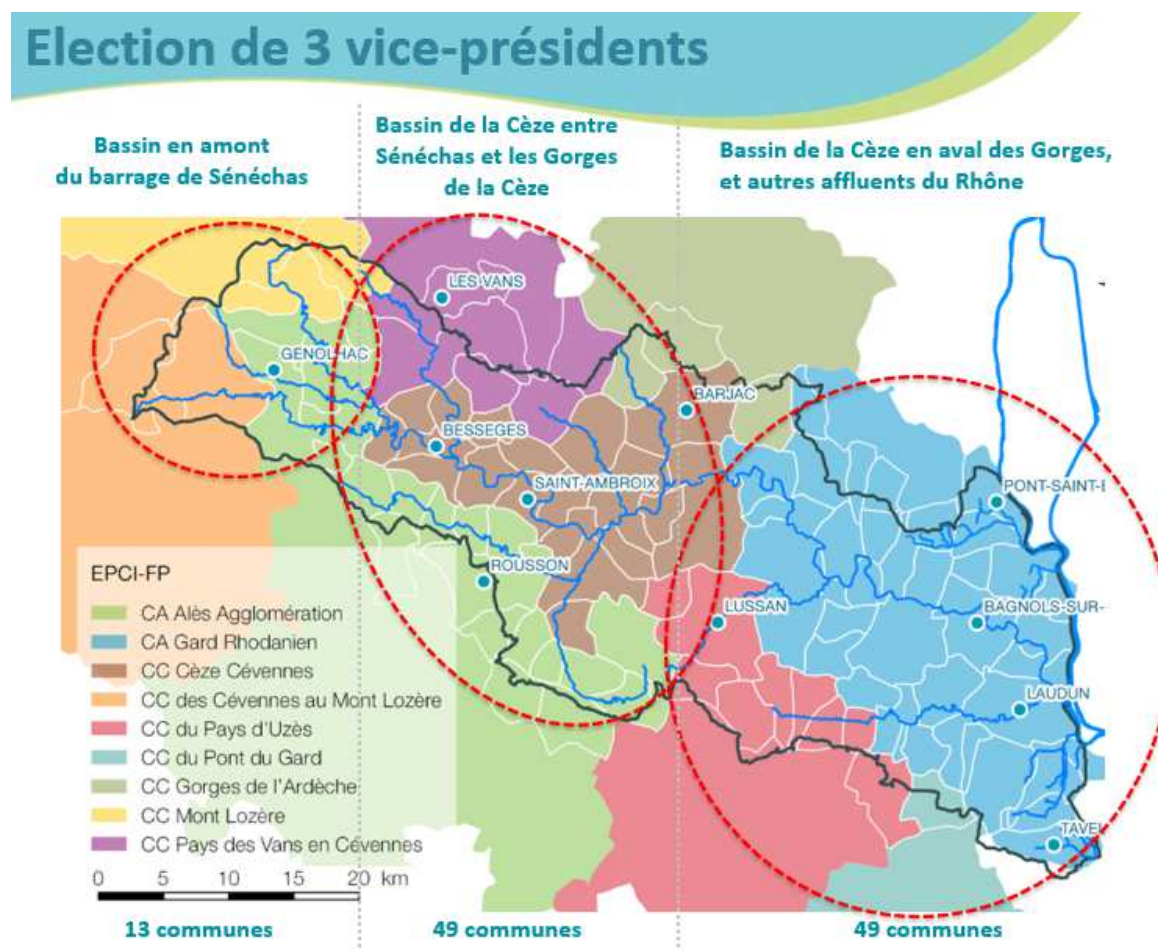 Election de 3 vice-présidents
Bassin en amont
du barrage de Sénéchas
Bassin de la Cèze entre
Sénéchas et les Gorges
de la Cèze
Bassin de la Cèze en aval des Gorges,
et autres affluents du Rhône
LES VANS
GENOLHAC
BARJAC
BESSEGES
SAINT-AMBROIX
PONT-SAINT-E
ROUSSON
LUSSAN
BAGNOLS-SUR-
LAUDUN
TAVEL
EPCI-FP
CA Alès Agglomération
CA Gard Rhodanien
CC Cèze Cévennes
CC des Cévennes au Mont Lozère
CC du Pays d'Uzès
CC du Pont du Gard
CC Gorges de l'Ardèche
CC Mont Lozère
CC Pays des Vans en Cévennes
0 5 10 15 20 km
13 communes
49 communes
49 communes